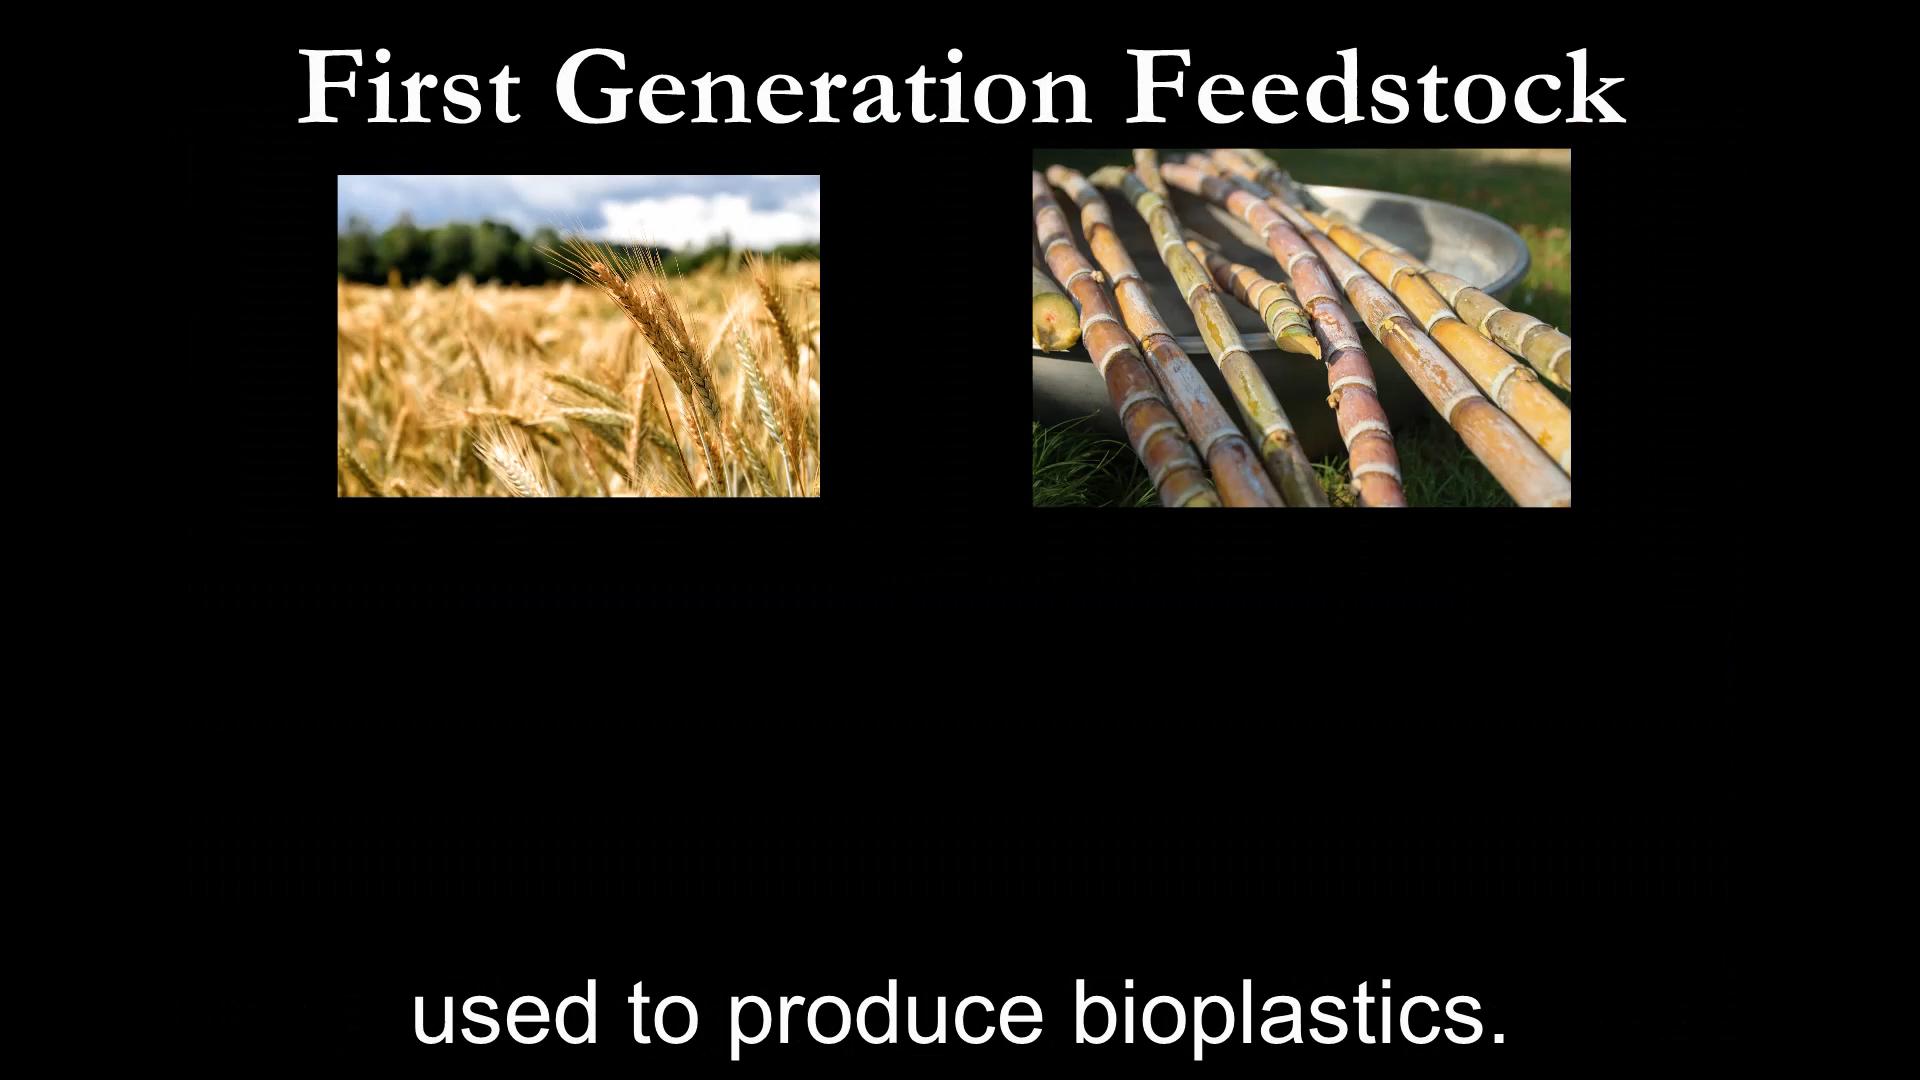 First Generation Feedstock
used to produce bioplastics.